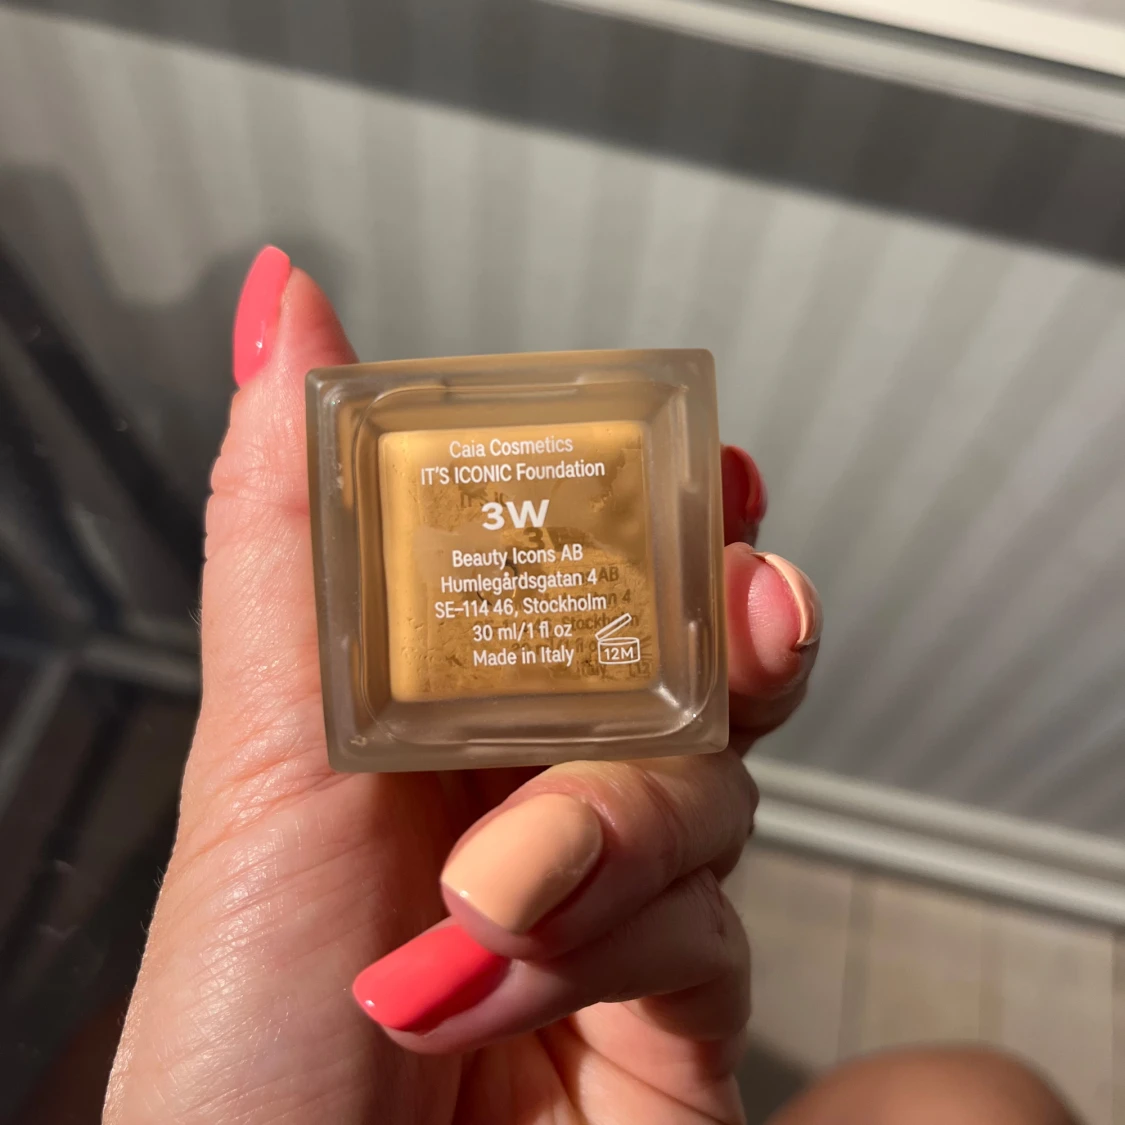 Caia Cosmetics
IT'S ICONIC Foundation
3W
Beauty Icons AB
Humlegårdsgatan 4
SE-114 46, Stockholm
30 ml/1 fl oz
Made in Italy
12M